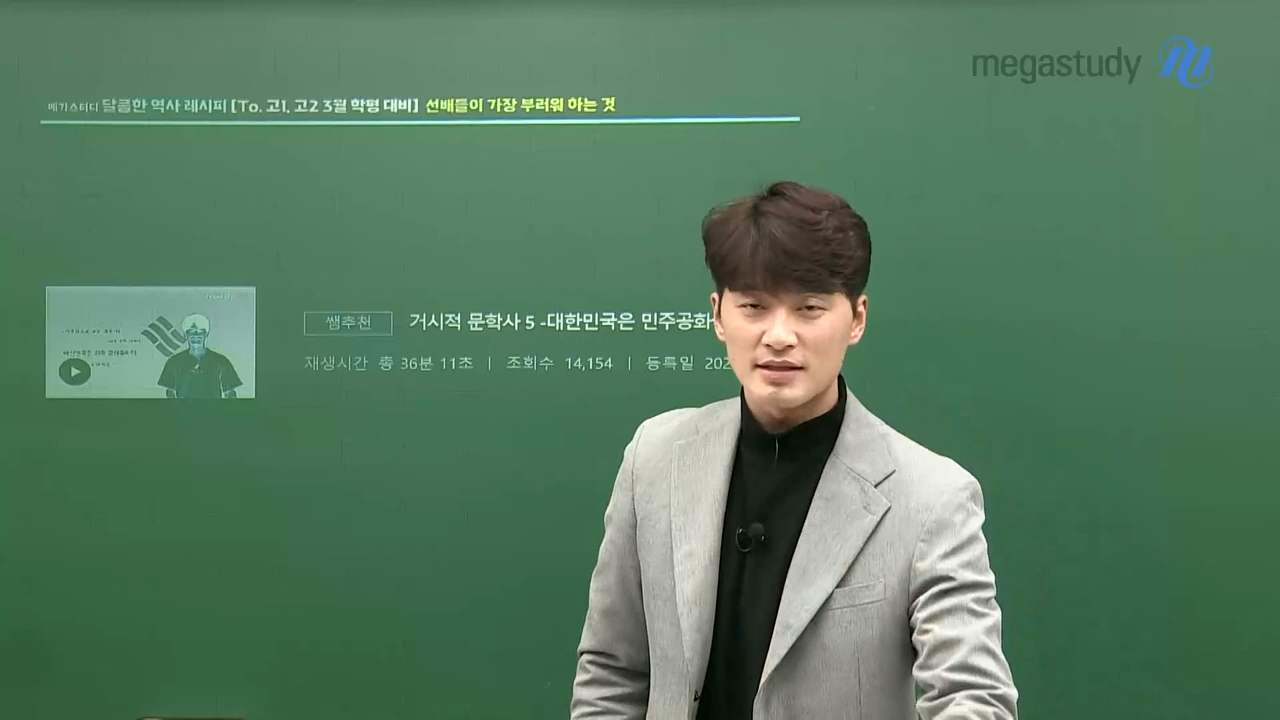 megastudy
메가스터디 달콤한 역사 레시피 [To. 고1, 고2 3월 학평 대비] 선배들이 가장 부러워 하는 것
쌤추천 거시적 문학사 5 -대한민국은 민주공화
재생시간 총 36분 11초 | 조회수 14,154 | 등록일 202